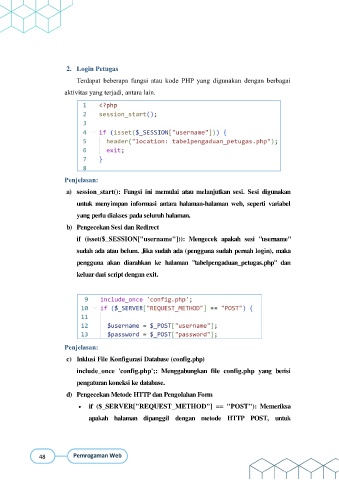 2. Login Petugas
Terdapat beberapa fungsi atau kode PHP yang digunakan dengan berbagai
aktivitas yang terjadi, antara lain.
1 <?php
2 session_start();
3
4 if (isset($_SESSION["username"])) {
5 header("location: tabelpengaduan_petugas.php");
6 exit;
7 }
8
Penjelasan:
a) session_start(): Fungsi ini memulai atau melanjutkan sesi. Sesi digunakan
untuk menyimpan informasi antara halaman-halaman web, seperti variabel
yang perlu diakses pada seluruh halaman.
b) Pengecekan Sesi dan Redirect
if (isset($_SESSION["username"])): Mengecek apakah sesi "username"
sudah ada atau belum. Jika sudah ada (pengguna sudah pernah login), maka
pengguna akan diarahkan ke halaman "tabelpengaduan_petugas.php" dan
keluar dari script dengan exit.
9 include_once 'config.php';
10 if ($_SERVER["REQUEST_METHOD"] == "POST") {
11
12 $username = $_POST["username"];
13 $password = $_POST["password"];
Penjelasan:
c) Inklusi File Konfigurasi Database (config.php)
include_once 'config.php';: Menggabungkan file config.php yang berisi
pengaturan koneksi ke database.
d) Pengecekan Metode HTTP dan Pengolahan Form
• if ($_SERVER["REQUEST_METHOD"] == "POST"): Memeriksa
apakah halaman dipanggil dengan metode HTTP POST, untuk
48 Pemrogaman Web